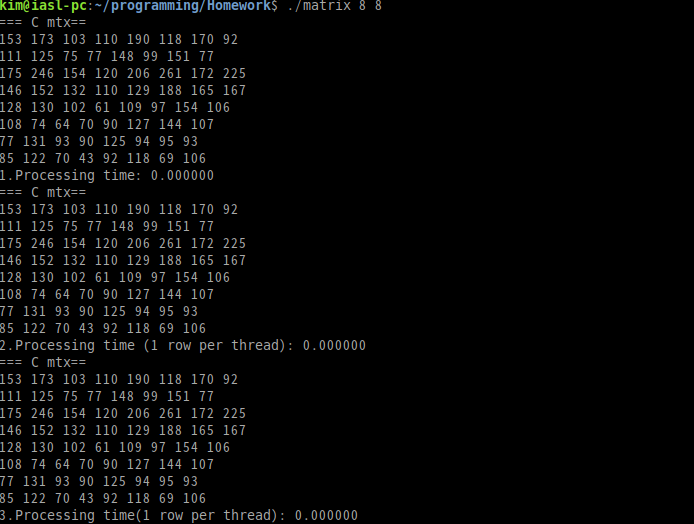 kim@iasl-pc:~/programming/Homework$ ./matrix 8 8
=== C mtx==
153 173 103 110 190 118 170 92
111 125 75 77 148 99 151 77
175 246 154 120 206 261 172 225
146 152 132 110 129 188 165 167
128 130 102 61 109 97 154 106
108 74 64 70 90 127 144 107
77 131 93 90 125 94 95 93
85 122 70 43 92 118 69 106
1.Processing time: 0.000000
=== C mtx==
153 173 103 110 190 118 170 92
111 125 75 77 148 99 151 77
175 246 154 120 206 261 172 225
146 152 132 110 129 188 165 167
128 130 102 61 109 97 154 106
108 74 64 70 90 127 144 107
77 131 93 90 125 94 95 93
85 122 70 43 92 118 69 106
2.Processing time (1 row per thread): 0.000000
=== C mtx==
153 173 103 110 190 118 170 92
111 125 75 77 148 99 151 77
175 246 154 120 206 261 172 225
146 152 132 110 129 188 165 167
128 130 102 61 109 97 154 106
108 74 64 70 90 127 144 107
77 131 93 90 125 94 95 93
85 122 70 43 92 118 69 106
3.Processing time(1 row per thread): 0.000000